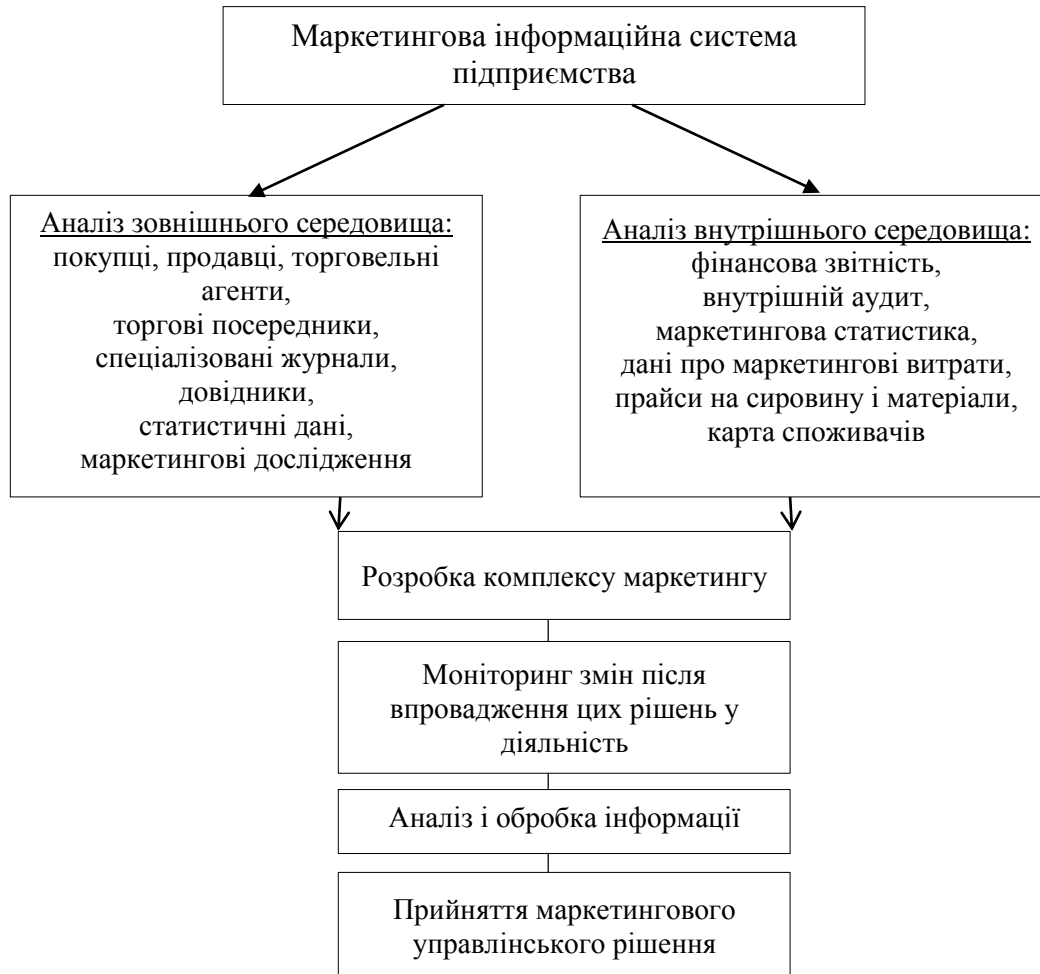 Маркетингова інформаційна система
підприємства
Аналіз зовнішнього середовища:
покупці, продавці, торговельні
агенти,
торгові посередники,
спеціалізовані журнали,
довідники,
статистичні дані,
маркетингові дослідження
Аналіз внутрішнього середовища:
фінансова звітність,
внутрішній аудит,
маркетингова статистика,
дані про маркетингові витрати,
прайси на сировину і матеріали,
карта споживачів
Розробка комплексу маркетингу
Моніторинг змін після
впровадження цих рішень у
діяльність
Аналіз і обробка інформації
Прийняття маркетингового
управлінського рішення